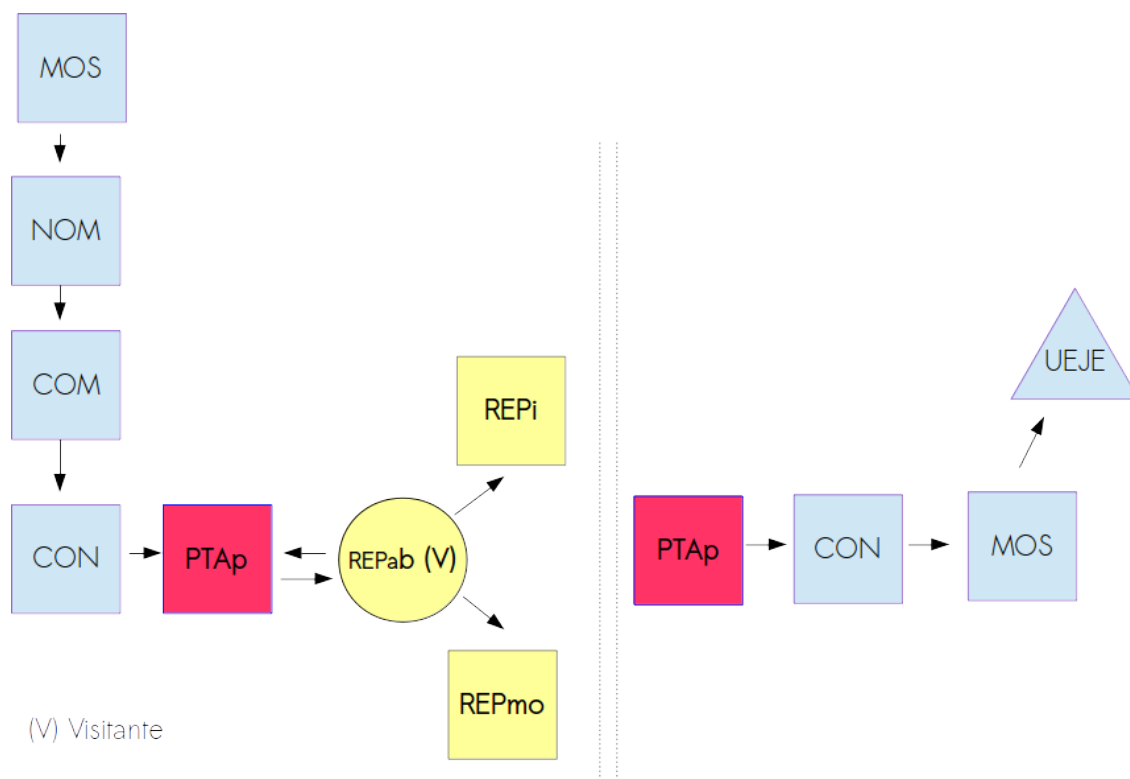 MOS
NOM
COM
CON
PTAp
REPab (V)
REPi
REPmo
(V) Visitante
PTAp
CON
MOS
UEJE